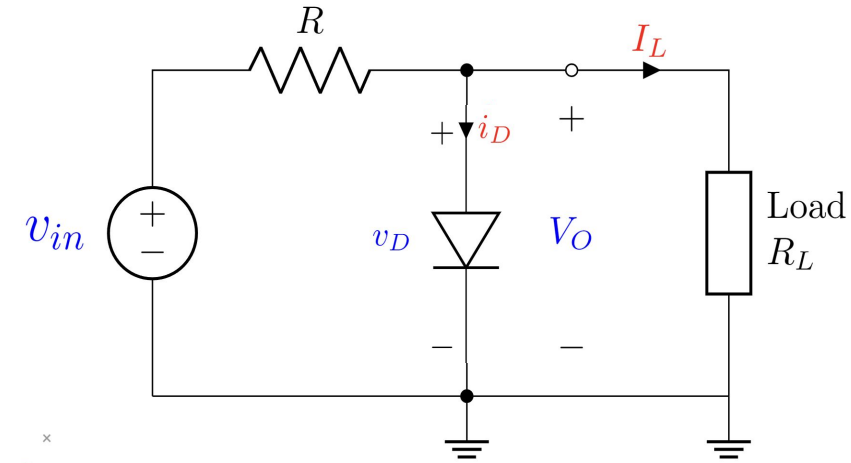 R
I_L
+
+
i_D
v_in
+
−
v_D
V_O
Load
R_L
−
−
×